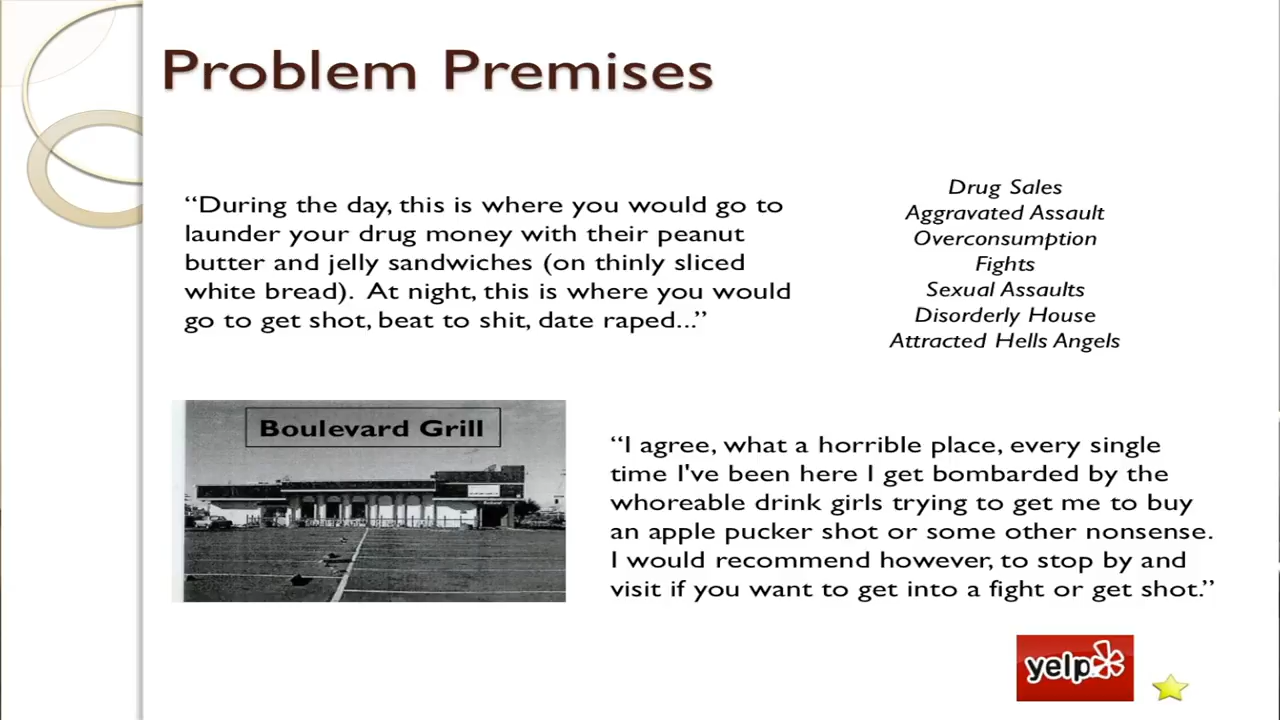 Problem Premises
“During the day, this is where you would go to
launder your drug money with their peanut
butter and jelly sandwiches (on thinly sliced
white bread).  At night, this is where you would
go to get shot, beat to shit, date raped...”
Drug Sales
Aggravated Assault
Overconsumption
Fights
Sexual Assaults
Disorderly House
Attracted Hells Angels
Boulevard Grill
“I agree, what a horrible place, every single
time I've been here I get bombarded by the
whoreable drink girls trying to get me to buy
an apple pucker shot or some other nonsense.
I would recommend however, to stop by and
visit if you want to get into a fight or get shot.”
yelp